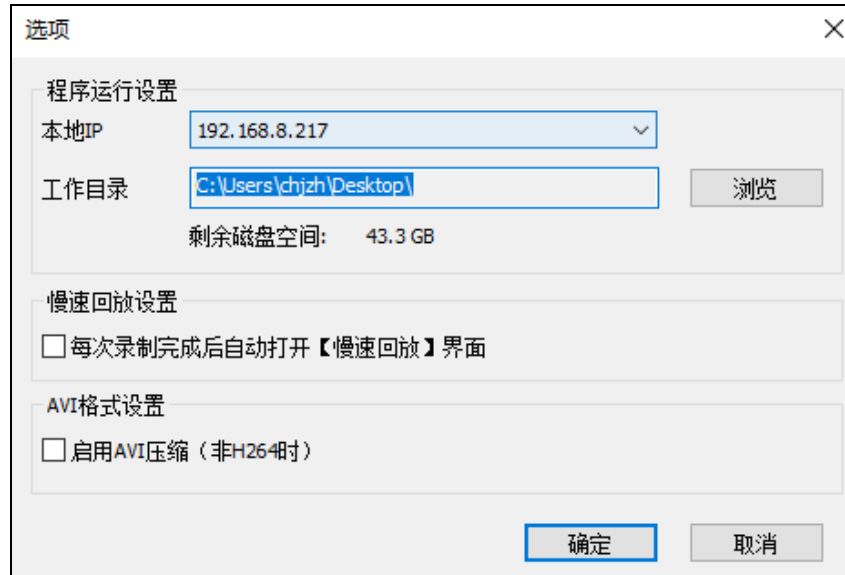 选项
程序运行设置
本地IP 192.168.8.217
工作目录 C:\Users\chjzh\Desktop\ 浏览
剩余磁盘空间: 43.3 GB
慢速回放设置
每次录制完成后自动打开【慢速回放】界面
AVI格式设置
启用AVI压缩（非H264时）
确定 取消